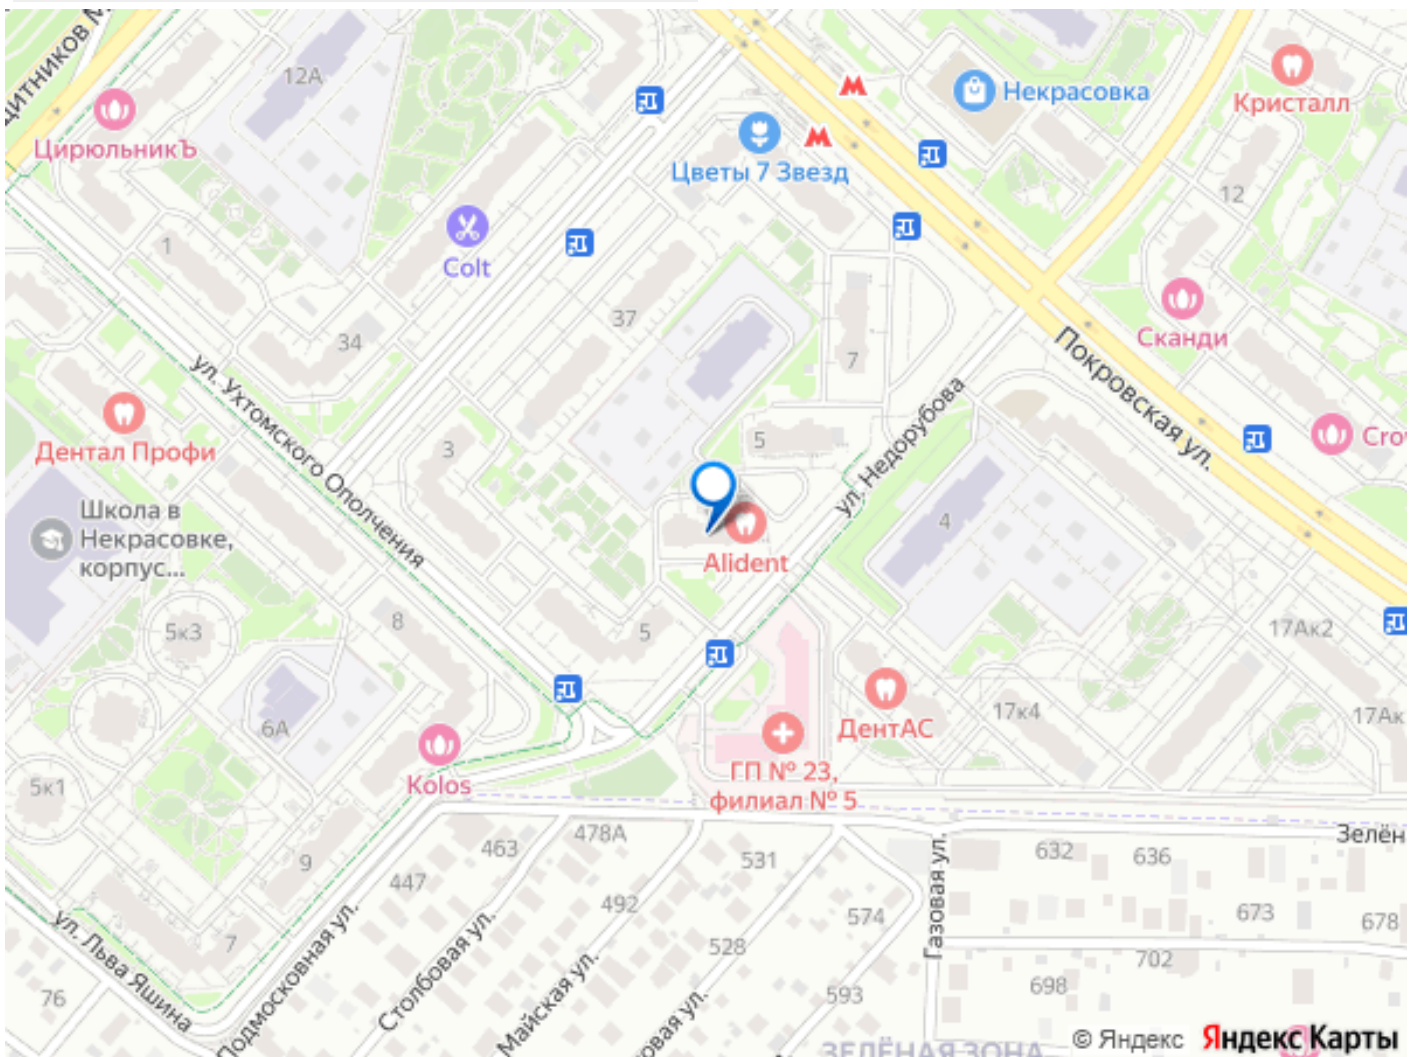 12А
Некрасовка
Кристалл
ЦирюльникЪ
Цветы 7 Звезд
12
1
Colt
37
34
7
Сканди
Покровская ул.
ул. Ухтомского Ополчения
ул. Недорубова
Дентал Профи
3
5
Школа в
Некрасовке,
корпус...
4
Alident
5к3
8
5
17Ак2
6А
17к4
17Ак
ДентАС
Kolos
ГП № 23,
филиал № 5
5к1
9
463
478А
531
Газовая ул.
632
636
447
492
574
673
678
7
ул. Льва Яшина
Подмосковная ул.
Столбовая ул.
Майская ул.
528
702
76
593
698
ЗЕЛЁНАЯ ЗОНА
© Яндекс
Яндекс Карты